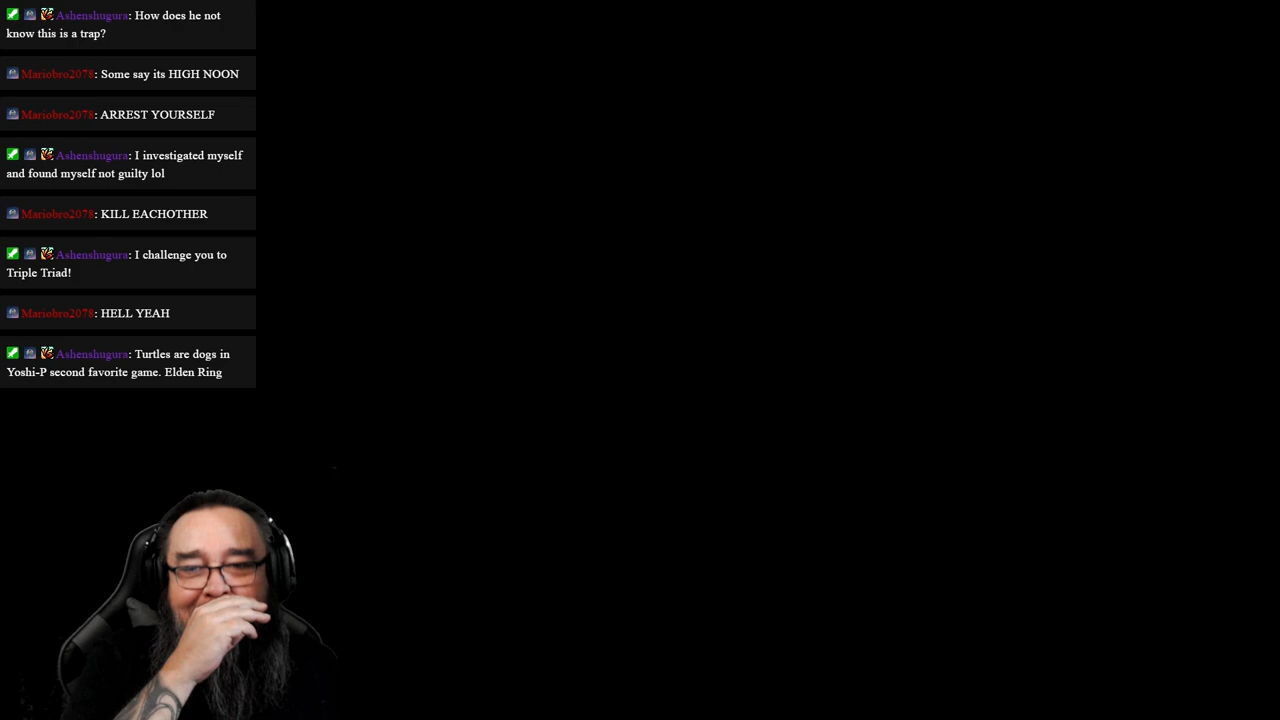 Ashenshugura: How does he not
know this is a trap?
Mariobro2078: Some say its HIGH NOON
Mariobro2078: ARREST YOURSELF
Ashenshugura: I investigated myself
and found myself not guilty lol
Mariobro2078: KILL EACHOTHER
Ashenshugura: I challenge you to
Triple Triad!
Mariobro2078: HELL YEAH
Ashenshugura: Turtles are dogs in
Yoshi-P second favorite game. Elden Ring